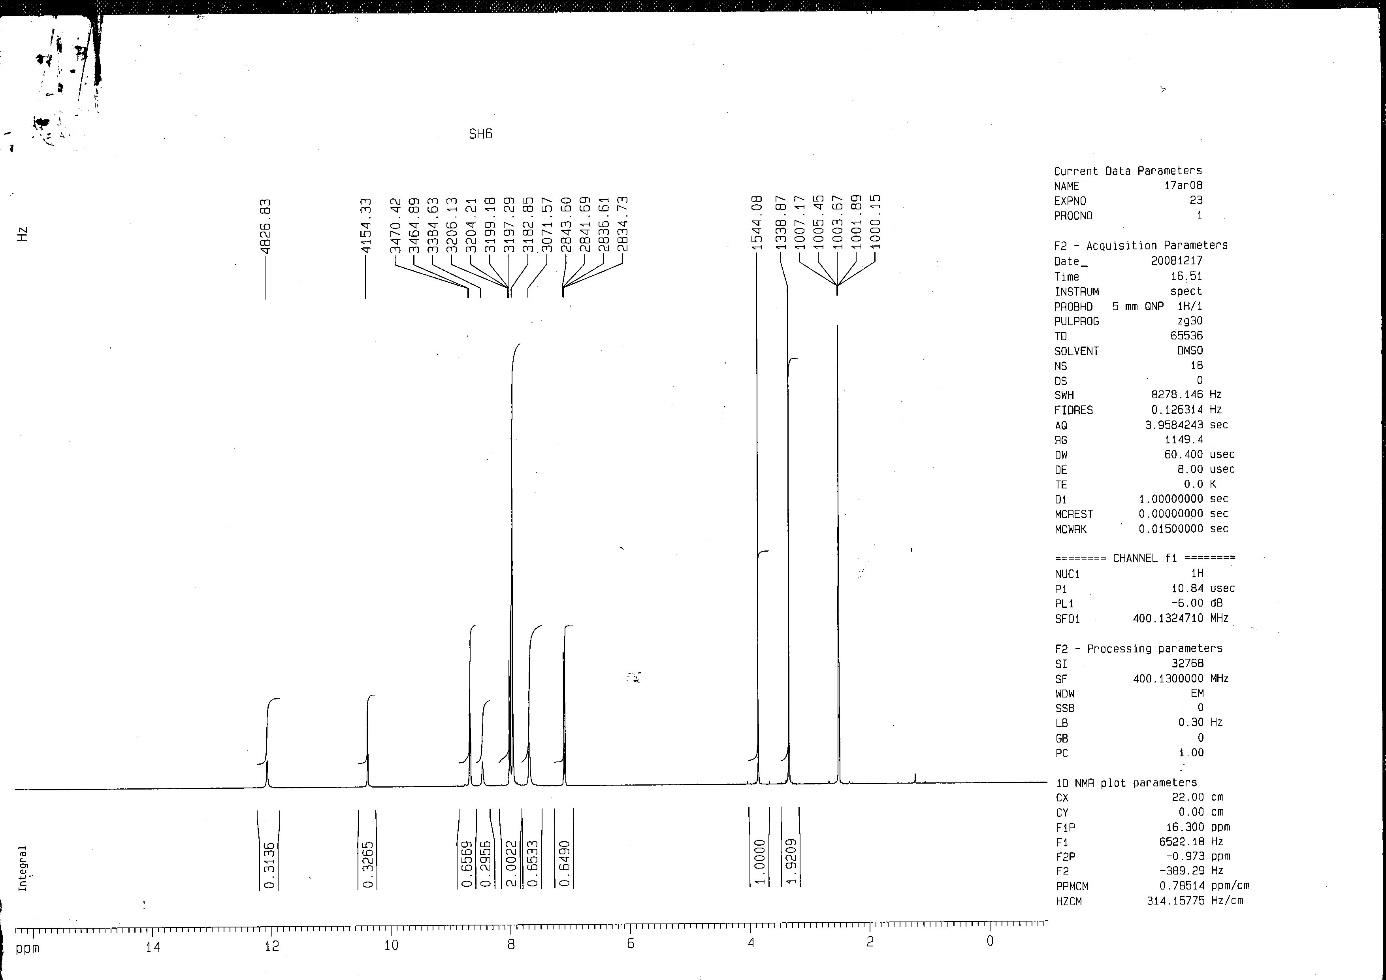 SH6
Hz
4826.83
4154.33
3470.42
3464.89
3384.63
3206.13
3204.21
3199.18
3197.29
3182.85
3071.57
2843.60
2841.69
2836.61
2834.73
1544.08
1338.87
1007.17
1005.45
1003.67
1001.89
1000.15
Current Data Parameters
NAME 17ar08
EXPNO 23
PROCNO 1
F2 - Acquisition Parameters
Date_ 20081217
Time 16.51
INSTRUM spect
PROBHD 5 mm QNP 1H/1
PULPROG zg30
TD 65536
SOLVENT DMSO
NS 16
DS 0
SWH 8278.146 Hz
FIDRES 0.126314 Hz
AQ 3.9584243 sec
RG 1149.4
DW 60.400 usec
DE 8.00 usec
TE 0.0 K
D1 1.00000000 sec
MCREST 0.00000000 sec
MCWRK 0.01500000 sec
======== CHANNEL f1 ========
NUC1 1H
P1 10.84 usec
PL1 -6.00 dB
SFO1 400.1324710 MHz
F2 - Processing parameters
SI 32768
SF 400.1300000 MHz
WDW EM
SSB 0
LB 0.30 Hz
GB 0
PC 1.00
1D NMR plot parameters
CX 22.00 cm
CY 0.00 cm
F1P 16.300 ppm
F1 6522.18 Hz
F2P -0.973 ppm
F2 -389.29 Hz
PPMCM 0.78514 ppm/cm
HZCM 314.15775 Hz/cm
Integral
0.3136
0.3265
0.6569
0.2956
2.0022
0.6533
0.6490
1.0000
1.9209
ppm 14 12 10 8 6 4 2 0